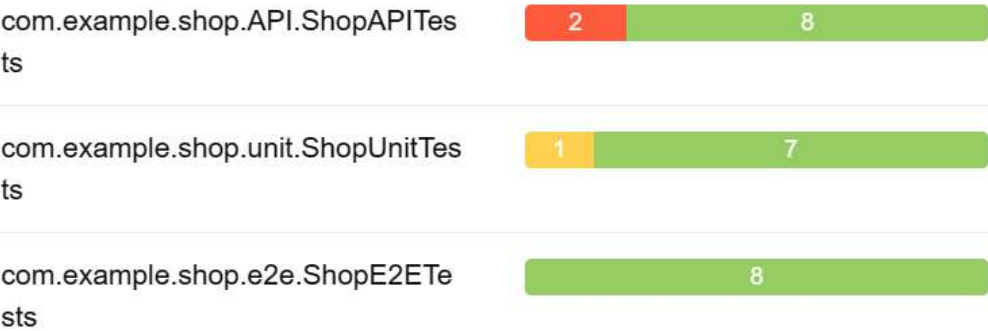 com.example.shop.API.ShopAPITes
ts
2 8
com.example.shop.unit.ShopUnitTes
ts
1 7
com.example.shop.e2e.ShopE2ETe
sts
8